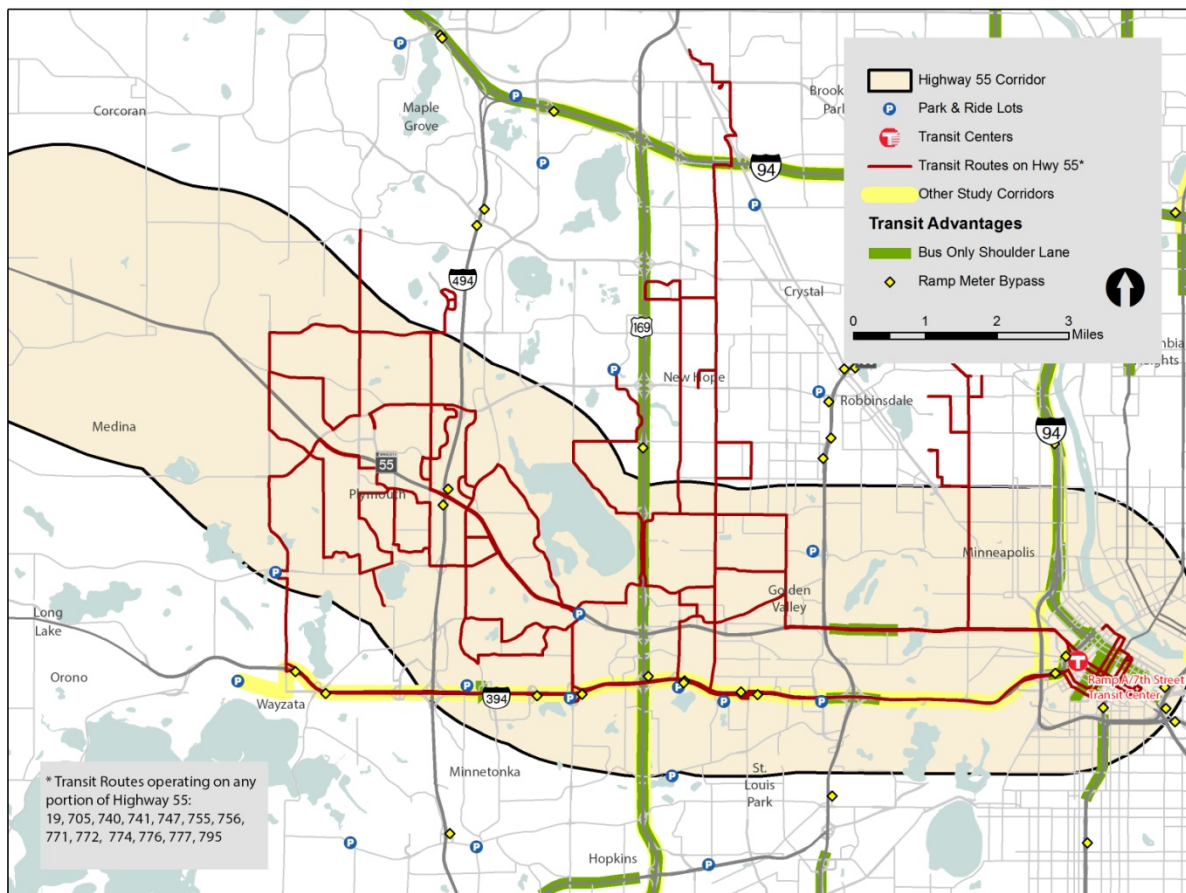 Corcoran
Maple
Grove
94
Highway 55 Corridor
Park & Ride Lots
Transit Centers
Transit Routes on Hwy 55*
Other Study Corridors
Transit Advantages
Bus Only Shoulder Lane
Ramp Meter Bypass
0 1 2 3
Miles
494
Crystal
169
New Hope
Robbinsdale
Medina
94
55
Plymouth
Minneapolis
Golden
Valley
Long
Lake
Orono
T
Ramp A/7th Street
Transit Center
394
Wayzata
Minnetonka
St.
Louis
Park
Hopkins
* Transit Routes operating on any
portion of Highway 55:
19, 705, 740, 741, 747, 755, 756,
771, 772, 774, 776, 777, 795